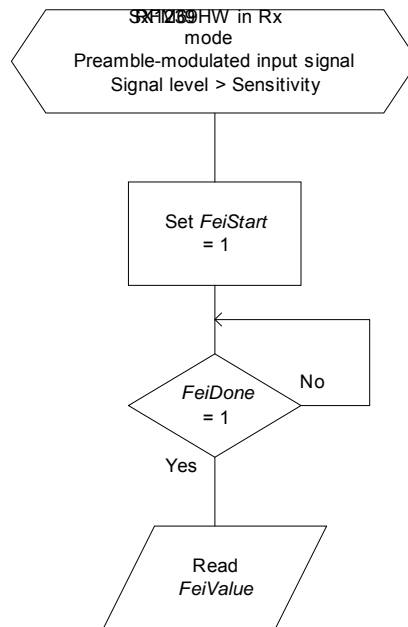 in Rx
mode
Preamble-modulated input signal
Signal level > Sensitivity
Set FeiStart
= 1
FeiDone
= 1
No
Yes
Read
FeiValue